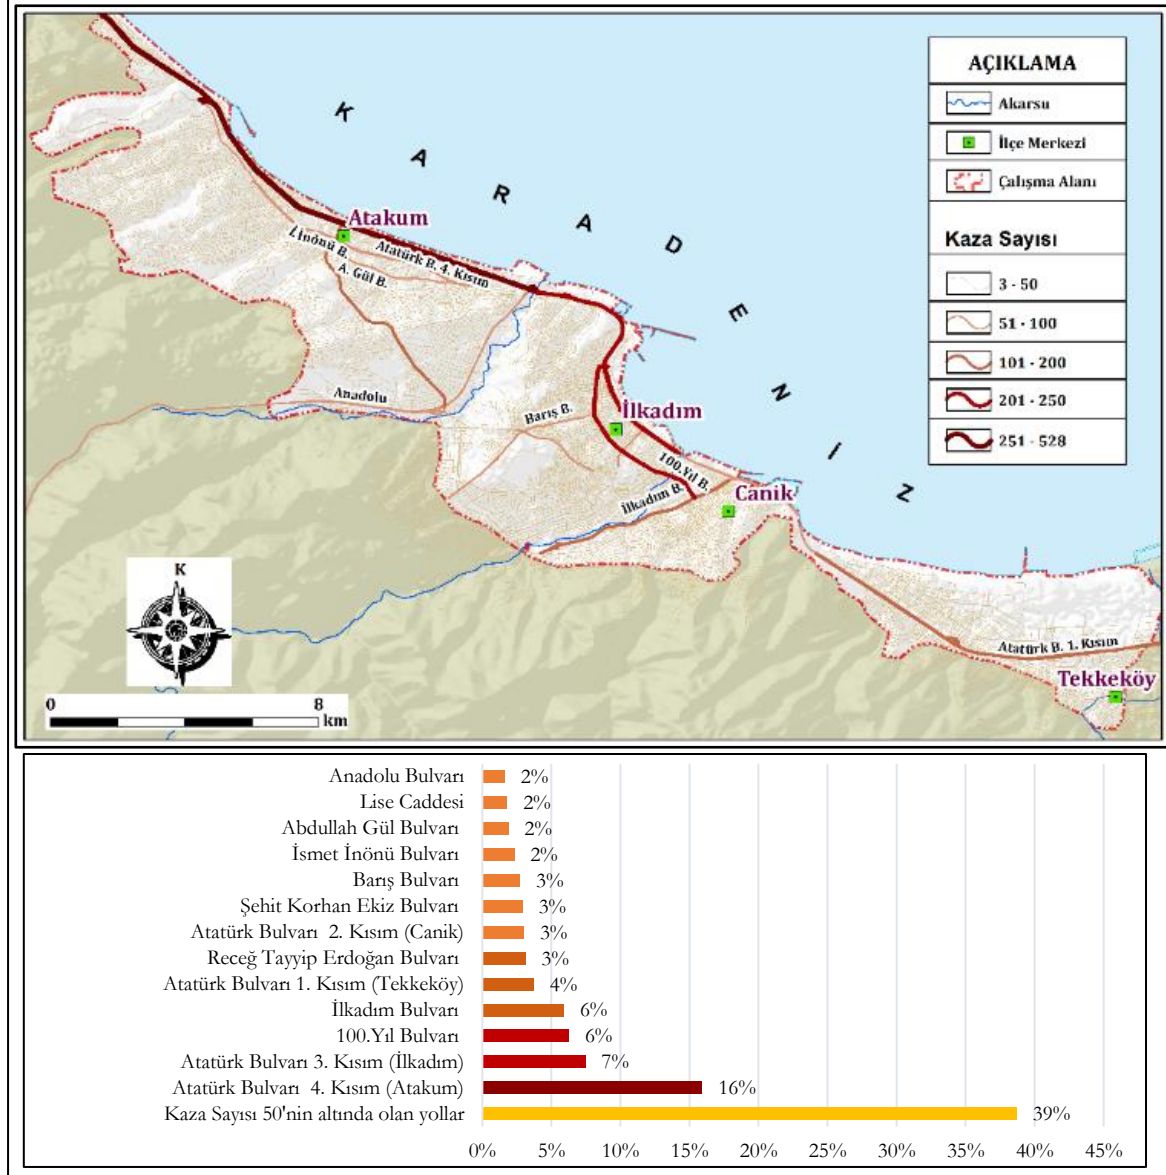 KARADENİZ
AÇIKLAMA
Akarsu
İlçe Merkezi
Çalışma Alanı
Kaza Sayısı
3 - 50
51 - 100
101 - 200
201 - 250
251 - 528
Atakum
İ.İnönü B.
Atatürk B. 4. Kısım
A. Gül B.
Anadolu
Barış B.
İlkadım
100.Yıl B.
İlkadım B.
Canik
Atatürk B. 1. Kısım
Tekkeköy
K
0 8
km
Anadolu Bulvarı 2%
Lise Caddesi 2%
Abdullah Gül Bulvarı 2%
İsmet İnönü Bulvarı 2%
Barış Bulvarı 3%
Şehit Korhan Ekiz Bulvarı 3%
Atatürk Bulvarı 2. Kısım (Canik) 3%
Receğ Tayyip Erdoğan Bulvarı 3%
Atatürk Bulvarı 1. Kısım (Tekkeköy) 4%
İlkadım Bulvarı 6%
100.Yıl Bulvarı 6%
Atatürk Bulvarı 3. Kısım (İlkadım) 7%
Atatürk Bulvarı 4. Kısım (Atakum) 16%
Kaza Sayısı 50'nin altında olan yollar 39%
0% 5% 10% 15% 20% 25% 30% 35% 40% 45%